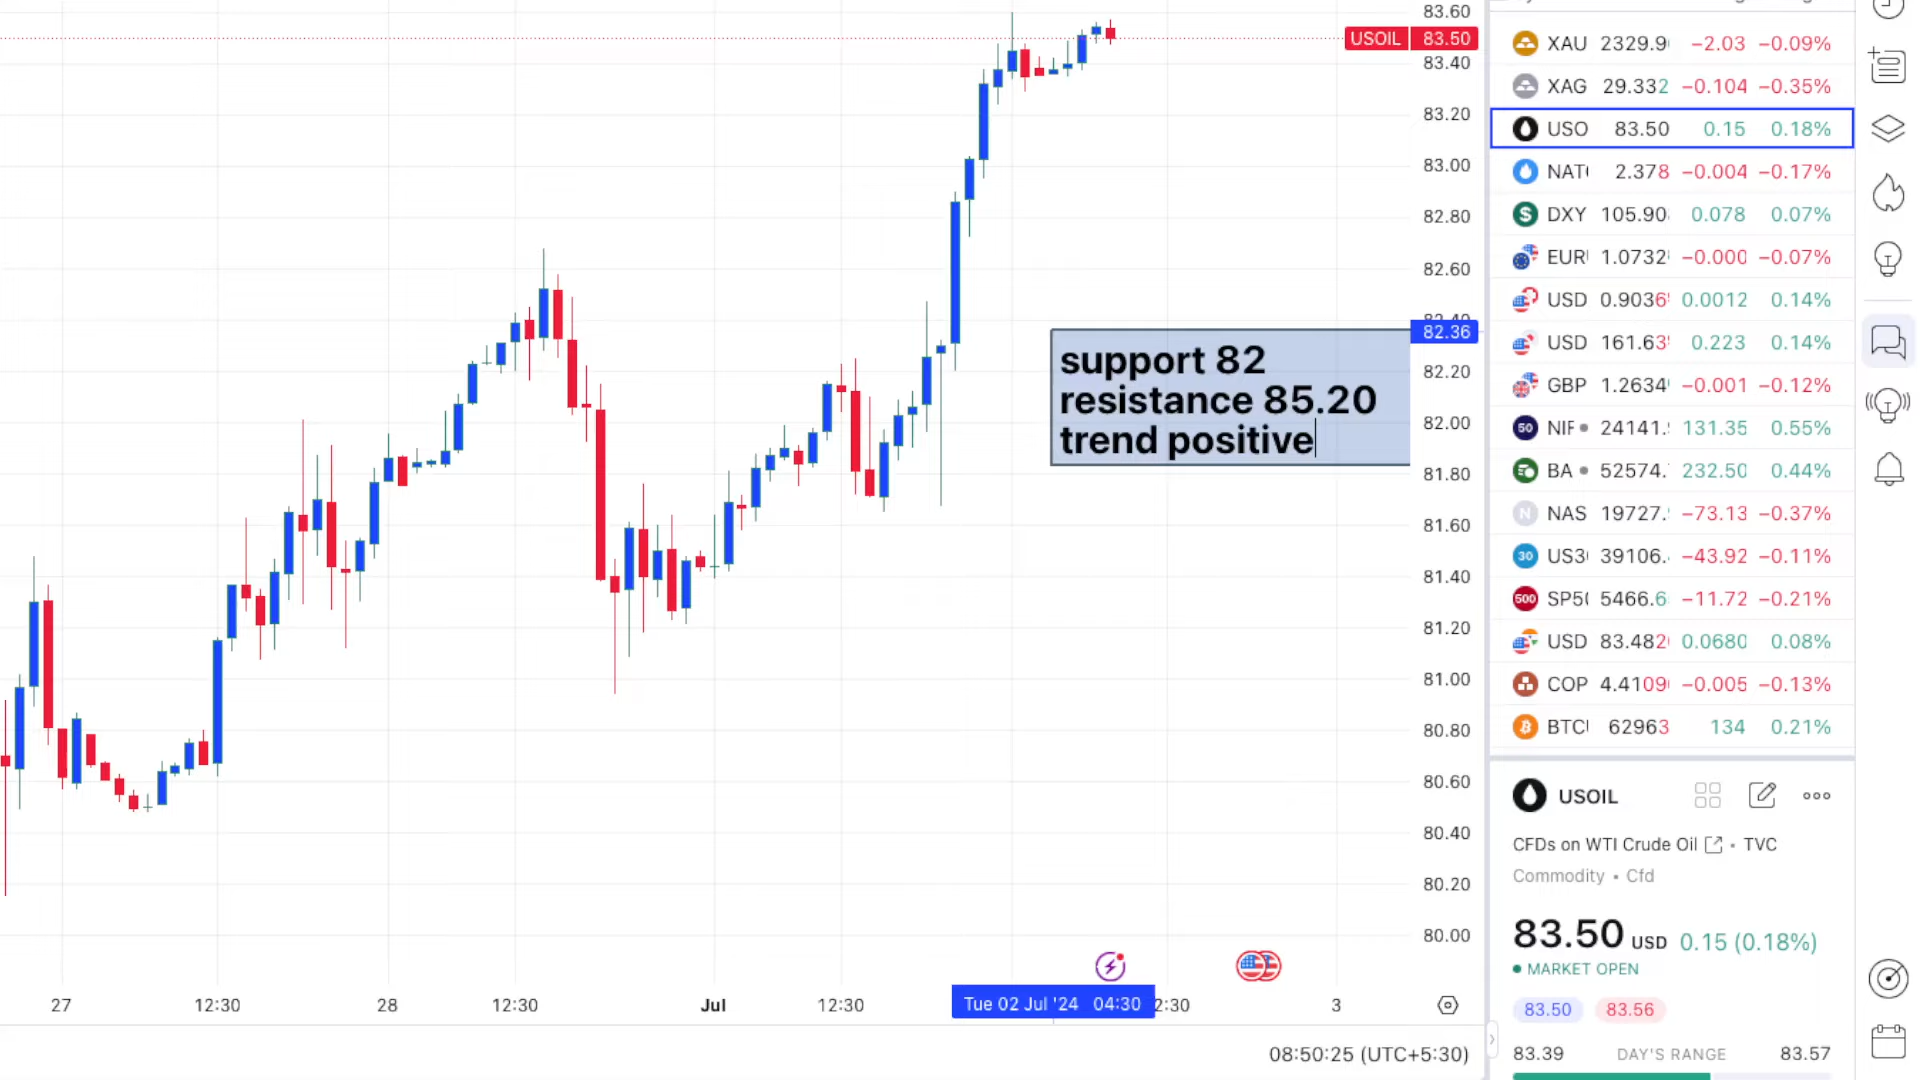 83.60
USOIL 83.50
83.40
83.20
83.00
82.80
82.60
82.36
82.20
82.00
81.80
81.60
81.40
81.20
81.00
80.80
80.60
80.40
80.20
80.00
support 82
resistance 85.20
trend positive
27 12:30 28 12:30 Jul 12:30 Tue 02 Jul '24 04:30 2:30 3
08:50:25 (UTC+5:30)
XAU 2329.9 −2.03 −0.09%
XAG 29.332 −0.104 −0.35%
USO 83.50 0.15 0.18%
NAT 2.378 −0.004 −0.17%
DXY 105.90 0.078 0.07%
EUR 1.0732 −0.000 −0.07%
USD 0.9036 0.0012 0.14%
USD 161.63 0.223 0.14%
GBP 1.2634 −0.001 −0.12%
50 NIF 24141. 131.35 0.55%
BA 52574. 232.50 0.44%
N NAS 19727. −73.13 −0.37%
30 US3 39106. −43.92 −0.11%
500 SP5 5466.6 −11.72 −0.21%
USD 83.482 0.0680 0.08%
COP 4.4109 −0.005 −0.13%
BTC 62963 134 0.21%
USOIL
CFDs on WTI Crude Oil • TVC
Commodity • Cfd
83.50 USD 0.15 (0.18%)
MARKET OPEN
83.50 83.56
83.39 DAY'S RANGE 83.57